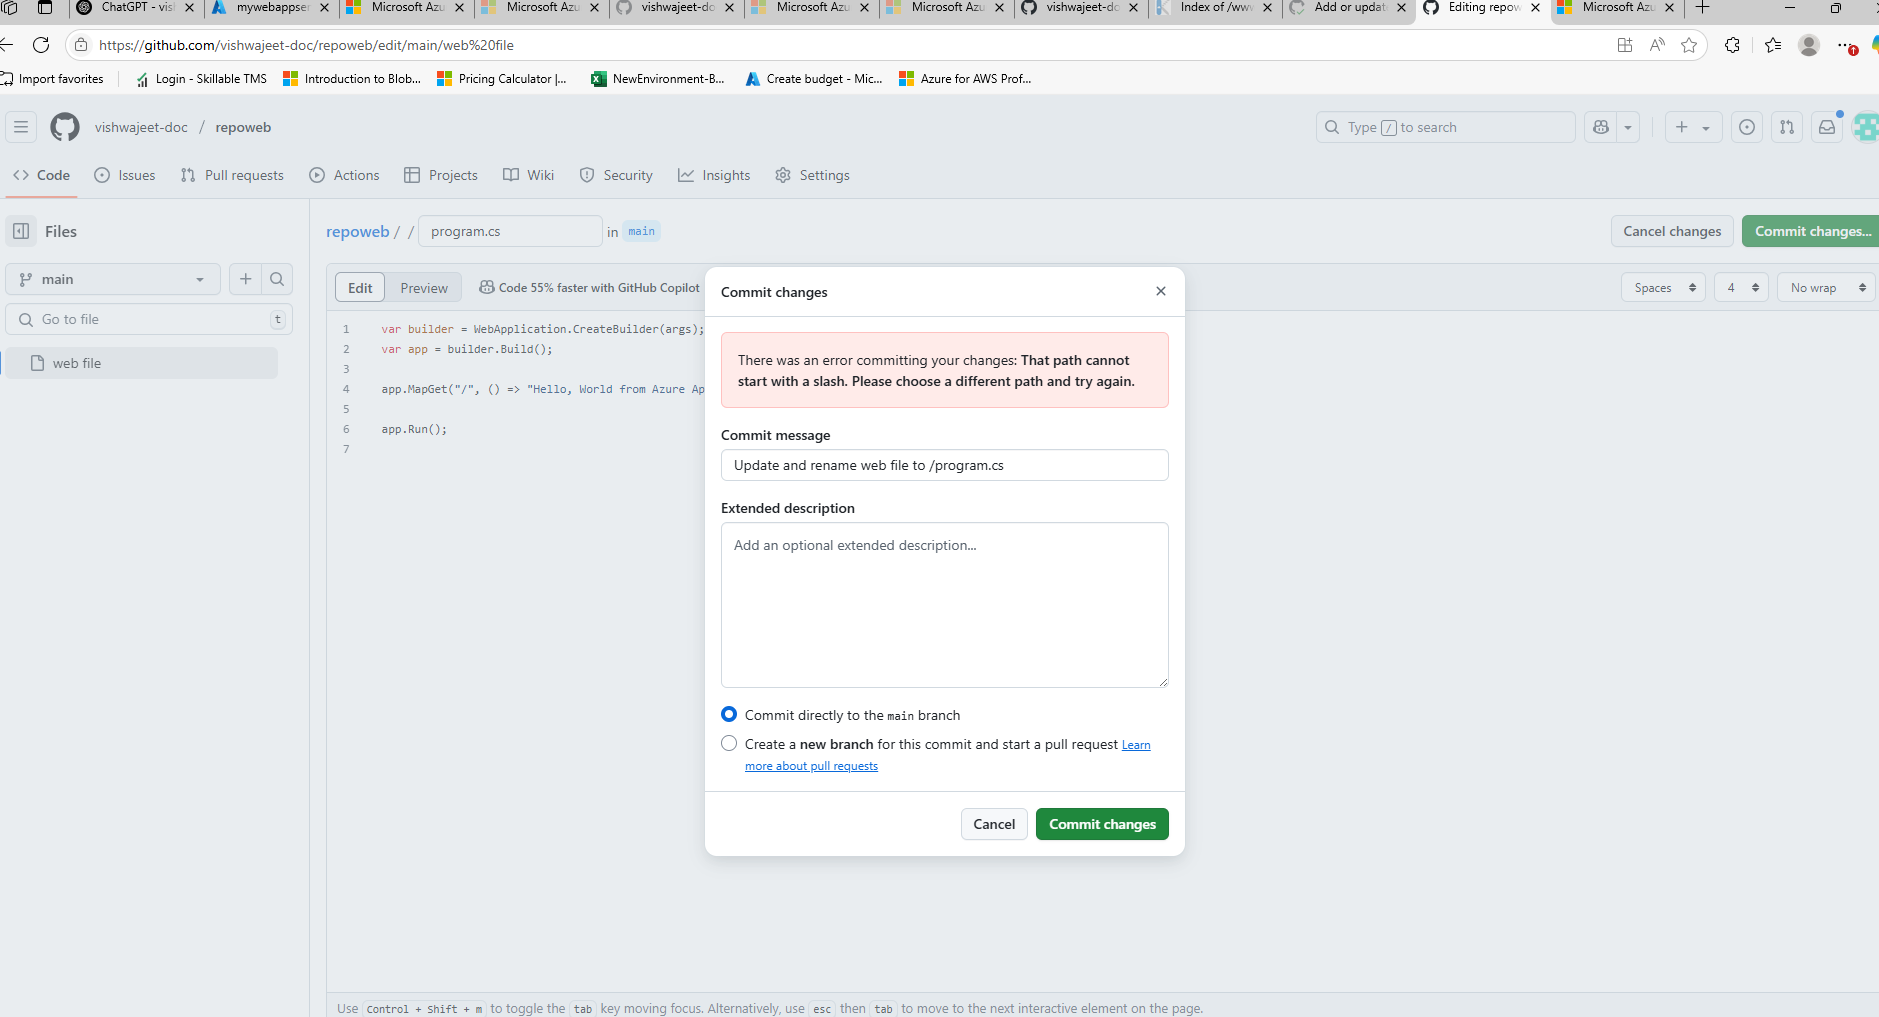 ChatGPT - vish
mywebappser
Microsoft Azu
Microsoft Azu
vishwajeet-do
Microsoft Azu
Microsoft Azu
vishwajeet-do
Index of /www
Add or update
Editing repow
Microsoft Azu
https://github.com/vishwajeet-doc/repoweb/edit/main/web%20file
Import favorites
Login - Skillable TMS
Introduction to Blob...
Pricing Calculator |...
NewEnvironment-B...
Create budget - Mic...
Azure for AWS Prof...
vishwajeet-doc / repoweb
Type / to search
Code
Issues
Pull requests
Actions
Projects
Wiki
Security
Insights
Settings
Files
repoweb / / program.cs in main
Cancel changes
Commit changes...
main
Go to file
t
web file
Edit
Preview
Code 55% faster with GitHub Copilot
Spaces
4
No wrap
1 var builder = WebApplication.CreateBuilder(args);
2 var app = builder.Build();
3
4 app.MapGet("/", () => "Hello, World from Azure Ap
5
6 app.Run();
7
Commit changes
There was an error committing your changes: That path cannot
start with a slash. Please choose a different path and try again.
Commit message
Update and rename web file to /program.cs
Extended description
Add an optional extended description...
Commit directly to the main branch
Create a new branch for this commit and start a pull request Learn
more about pull requests
Cancel
Commit changes
Use Control + Shift + m to toggle the tab key moving focus. Alternatively, use esc then tab to move to the next interactive element on the page.